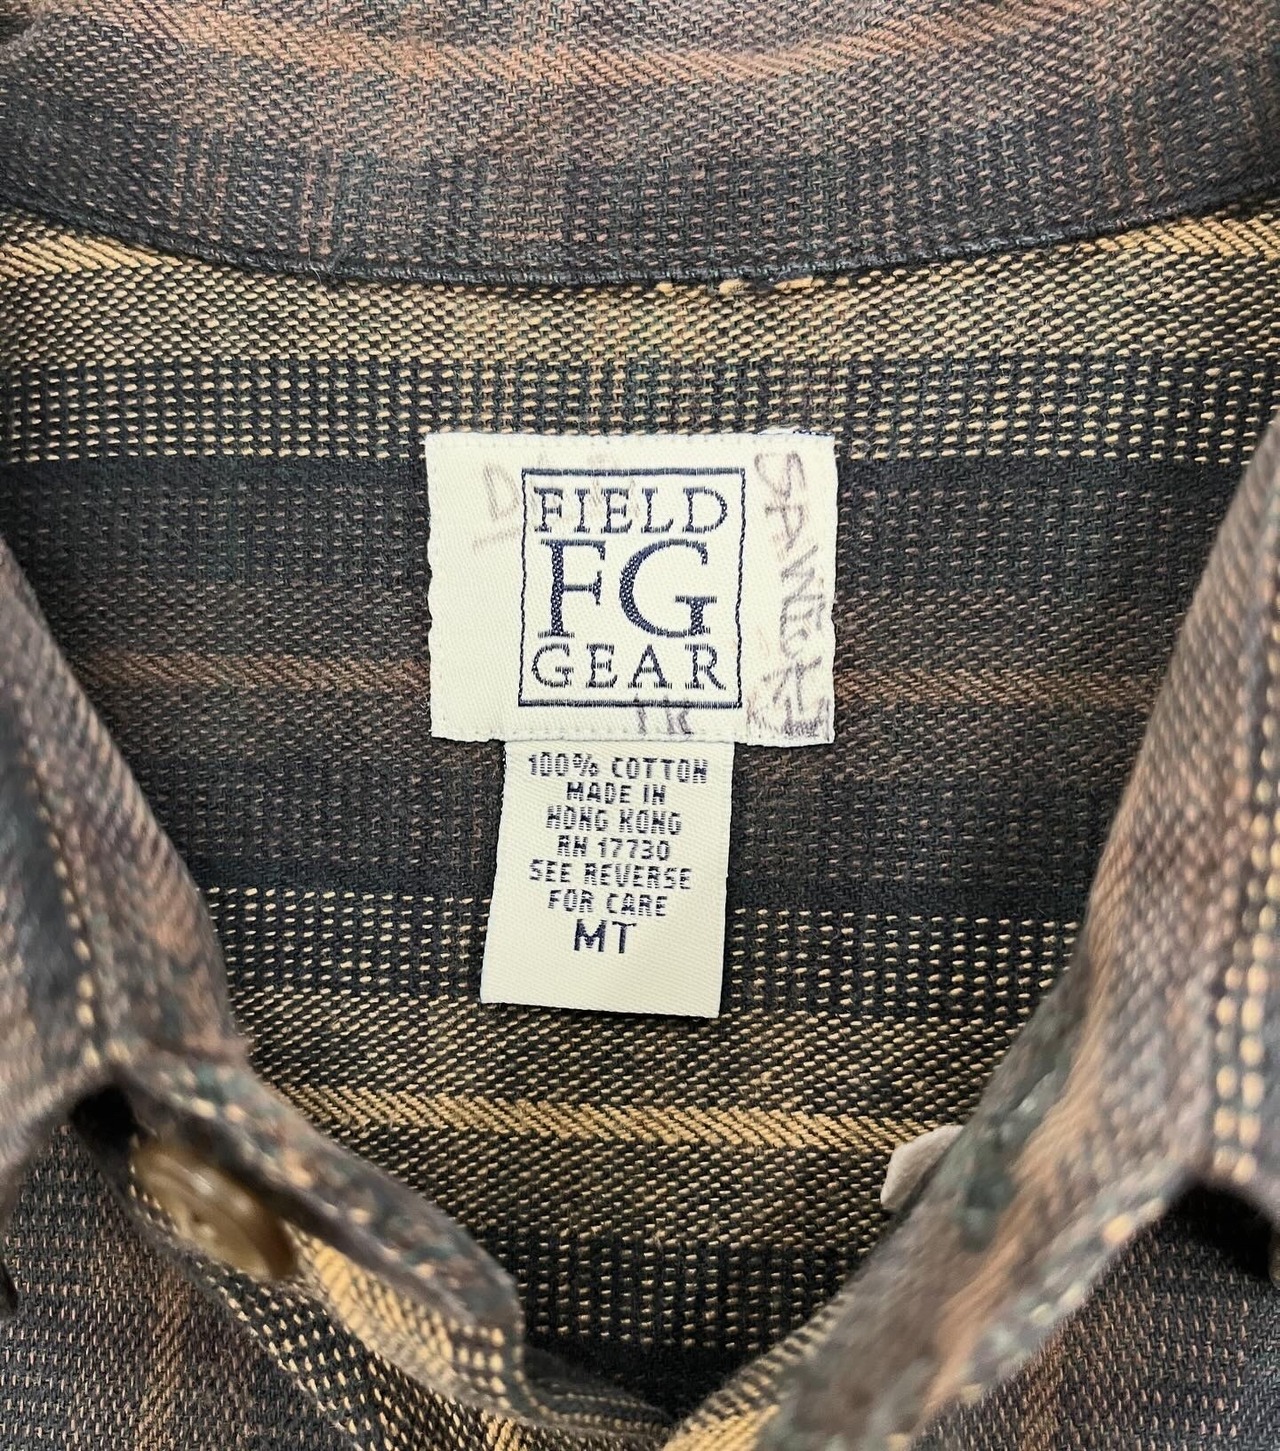 FIELD
FG
GEAR
100% COTTON
MADE IN
HONG KONG
RN 17730
SEE REVERSE
FOR CARE
MT